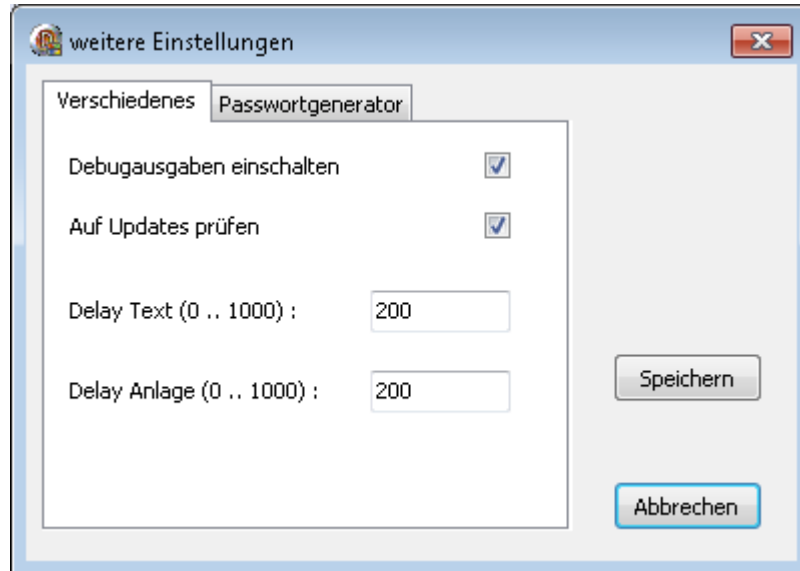 weitere Einstellungen
Verschiedenes Passwortgenerator
Debugausgaben einschalten
Auf Updates prüfen
Delay Text (0 .. 1000) : 200
Delay Anlage (0 .. 1000) : 200
Speichern
Abbrechen